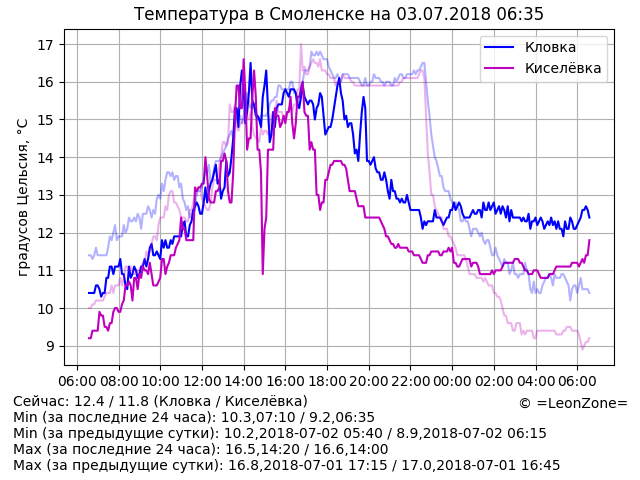 Температура в Смоленске на 03.07.2018 06:35
градусов Цельсия, °C
17
16
15
14
13
12
11
10
9
Кловка
Киселёвка
06:00 08:00 10:00 12:00 14:00 16:00 18:00 20:00 22:00 00:00 02:00 04:00 06:00
Сейчас: 12.4 / 11.8 (Кловка / Киселёвка)
© =LeonZone=
Min (за последние 24 часа): 10.3,07:10 / 9.2,06:35
Min (за предыдущие сутки): 10.2,2018-07-02 05:40 / 8.9,2018-07-02 06:15
Max (за последние 24 часа): 16.5,14:20 / 16.6,14:00
Max (за предыдущие сутки): 16.8,2018-07-01 17:15 / 17.0,2018-07-01 16:45